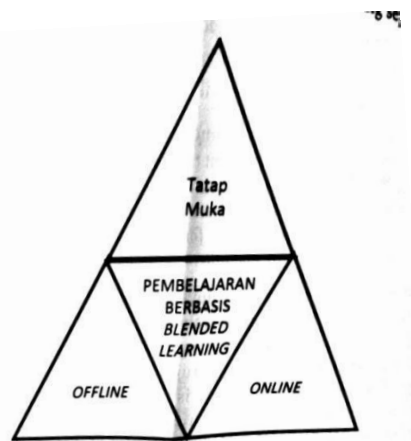 Tatap
Muka
PEMBELAJARAN
BERBASIS
BLENDED
LEARNING
OFFLINE
ONLINE